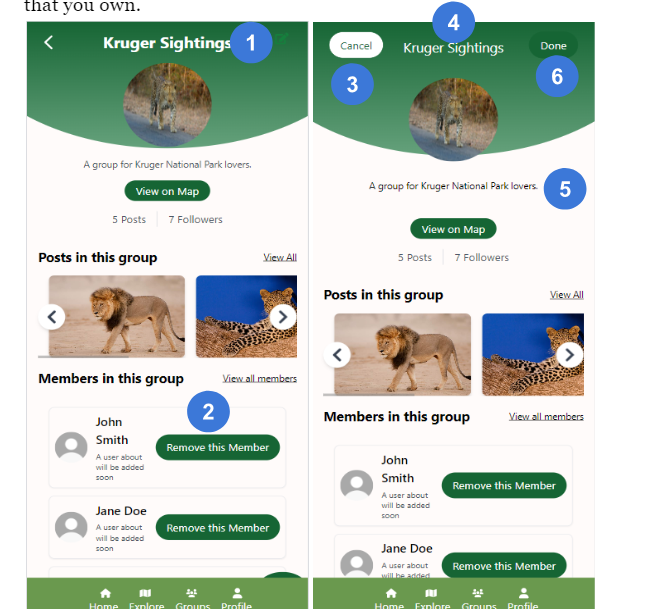 that you own.
Kruger Sightings
1
A group for Kruger National Park lovers.
View on Map
5 Posts
7 Followers
Posts in this group
View All
Members in this group
View all members
2
John
Smith
A user about
will be added
soon
Remove this Member
Jane Doe
A user about
will be added
soon
Remove this Member
Home
Explore
Groups
Profile
4
Cancel
Kruger Sightings
Done
3
6
A group for Kruger National Park lovers.
5
View on Map
5 Posts
7 Followers
Posts in this group
View All
Members in this group
View all members
John
Smith
A user about
will be added
soon
Remove this Member
Jane Doe
A user about
will be added
Remove this Member
Home
Explore
Groups
Profile